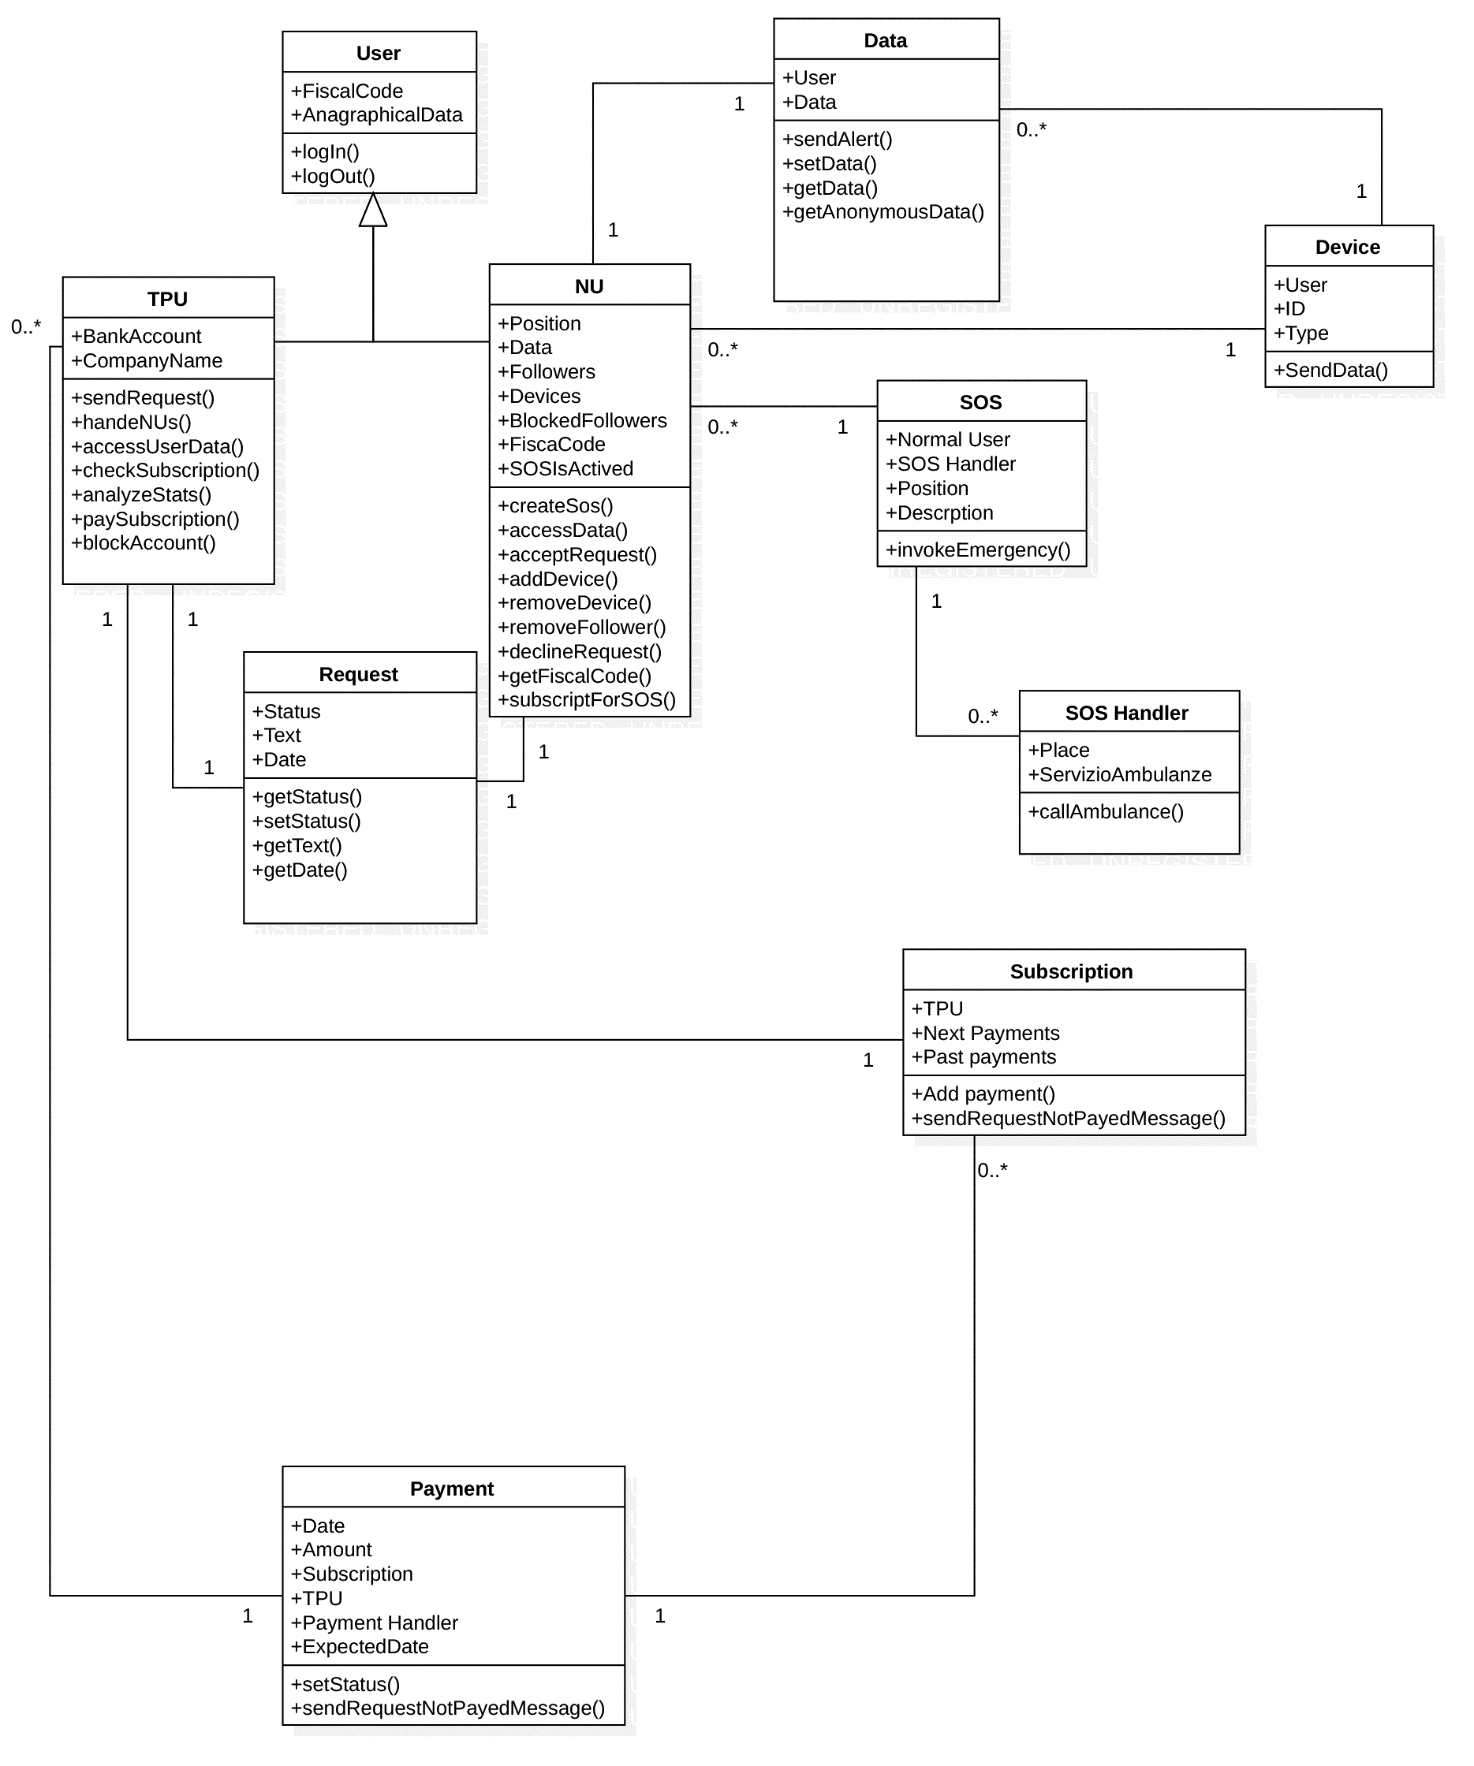 User
+FiscalCode
+AnagraphicalData
+logIn()
+logOut()
Data
+User
+Data
+sendAlert()
+setData()
+getData()
+getAnonymousData()
1
0..*
1
1
Device
+User
+ID
+Type
+SendData()
TPU
+BankAccount
+CompanyName
+sendRequest()
+handeNUs()
+accessUserData()
+checkSubscription()
+analyzeStats()
+paySubscription()
+blockAccount()
0..*
NU
+Position
+Data
+Followers
+Devices
+BlockedFollowers
+FiscaCode
+SOSIsActived
+createSos()
+accessData()
+acceptRequest()
+addDevice()
+removeDevice()
+removeFollower()
+declineRequest()
+getFiscalCode()
+subscriptForSOS()
0..*
1
0..*
1
SOS
+Normal User
+SOS Handler
+Position
+Descrption
+invokeEmergency()
1
0..*
SOS Handler
+Place
+ServizioAmbulanze
+callAmbulance()
1
1
Request
+Status
+Text
+Date
+getStatus()
+setStatus()
+getText()
+getDate()
1
1
1
Subscription
+TPU
+Next Payments
+Past payments
+Add payment()
+sendRequestNotPayedMessage()
1
0..*
Payment
+Date
+Amount
+Subscription
+TPU
+Payment Handler
+ExpectedDate
+setStatus()
+sendRequestNotPayedMessage()
1
1